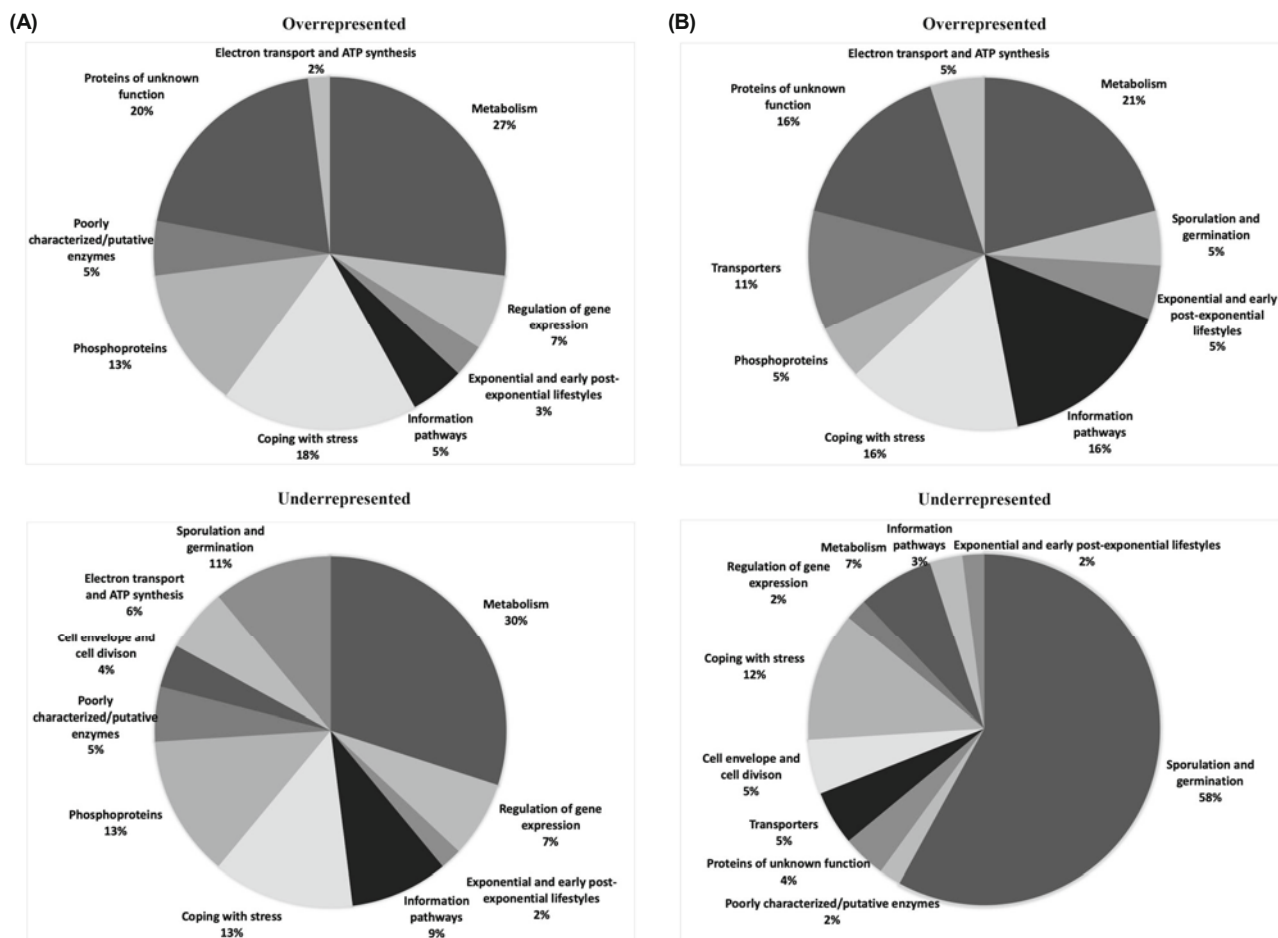 (A)
Overrepresented
Electron transport and ATP synthesis
2%
Proteins of unknown
function
20%
Metabolism
27%
Poorly
characterized/putative
enzymes
5%
Regulation of gene
expression
7%
Phosphoproteins
13%
Exponential and early post-
exponential lifestyles
3%
Information
pathways
5%
Coping with stress
18%
(B)
Overrepresented
Electron transport and ATP synthesis
5%
Proteins of unknown
function
16%
Metabolism
21%
Sporulation and
germination
5%
Transporters
11%
Exponential and early
post-exponential
lifestyles
5%
Phosphoproteins
5%
Information
pathways
16%
Coping with stress
16%
Underrepresented
Sporulation and
germination
11%
Electron transport
and ATP synthesis
6%
Metabolism
30%
Cell envelope and
cell divison
4%
Poorly
characterized/putative
enzymes
5%
Phosphoproteins
13%
Regulation of gene
expression
7%
Exponential and early post-
exponential lifestyles
2%
Information
pathways
9%
Coping with stress
13%
Underrepresented
Information
pathways
3%
Exponential and early post-exponential lifestyles
2%
Metabolism
7%
Regulation of gene
expression
2%
Coping with stress
12%
Cell envelope and
cell divison
5%
Sporulation and
germination
58%
Transporters
5%
Proteins of unknown function
4%
Poorly characterized/putative enzymes
2%